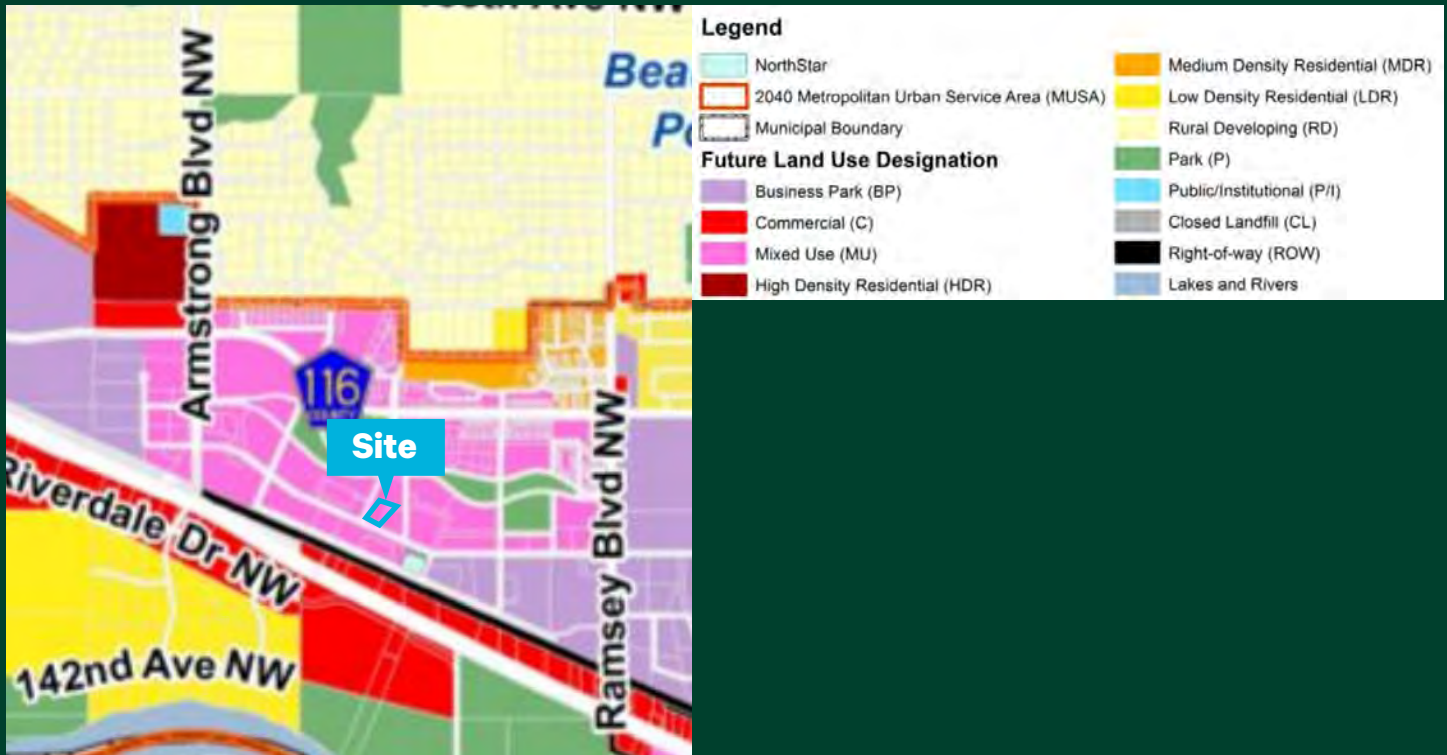 Armstrong Blvd NW
116
COUNTY
Site
Riverdale Dr NW
142nd Ave NW
Ramsey Blvd NW
Legend
NorthStar
2040 Metropolitan Urban Service Area (MUSA)
Municipal Boundary
Future Land Use Designation
Business Park (BP)
Commercial (C)
Mixed Use (MU)
High Density Residential (HDR)
Medium Density Residential (MDR)
Low Density Residential (LDR)
Rural Developing (RD)
Park (P)
Public/Institutional (P/I)
Closed Landfill (CL)
Right-of-way (ROW)
Lakes and Rivers